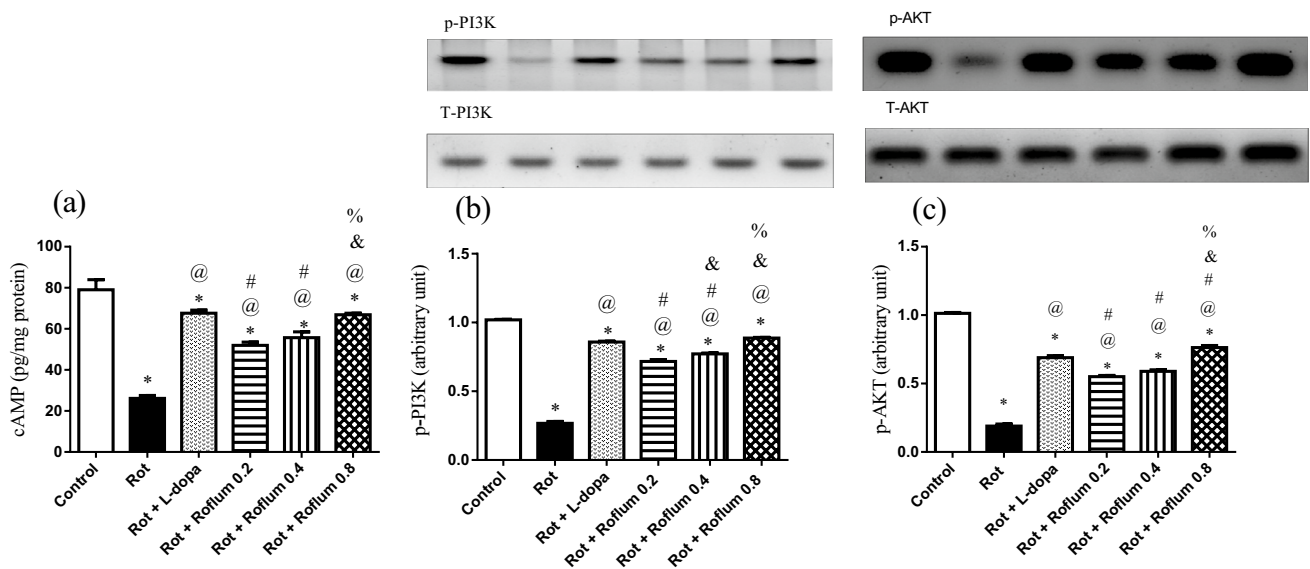 p-PI3K
T-PI3K
p-AKT
T-AKT
(a)
cAMP (pg/mg protein)
100
80
60
40
20
0
*
@
*
#
@
*
#
@
*
%
&
@
*
Control
Rot
Rot + L-dopa
Rot + Roflum 0.2
Rot + Roflum 0.4
Rot + Roflum 0.8
(b)
p-PI3K (arbitrary unit)
1.5
1.0
0.5
0.0
*
@
*
#
@
*
&
#
@
*
%
&
@
*
Control
Rot
Rot + L-dopa
Rot + Roflum 0.2
Rot + Roflum 0.4
Rot + Roflum 0.8
(c)
p-AKT (arbitrary unit)
1.5
1.0
0.5
0.0
*
@
*
#
@
*
#
@
*
%
&
#
@
*
Control
Rot
Rot + L-dopa
Rot + Roflum 0.2
Rot + Roflum 0.4
Rot + Roflum 0.8